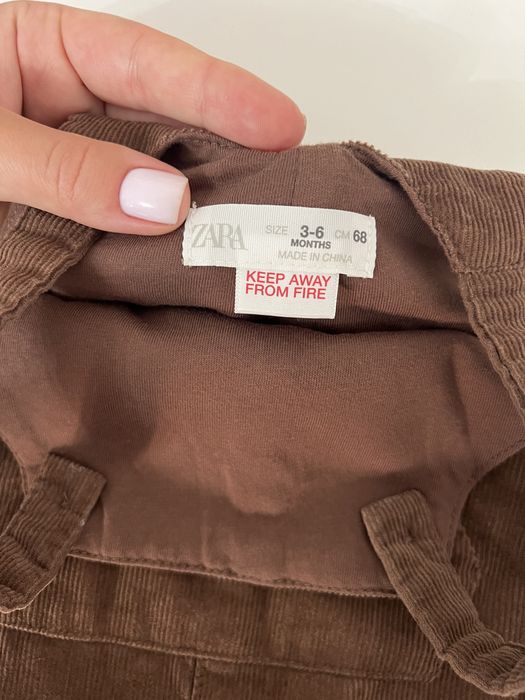 ZARA SIZE 3-6 CM 68
MONTHS
MADE IN CHINA
KEEP AWAY
FROM FIRE